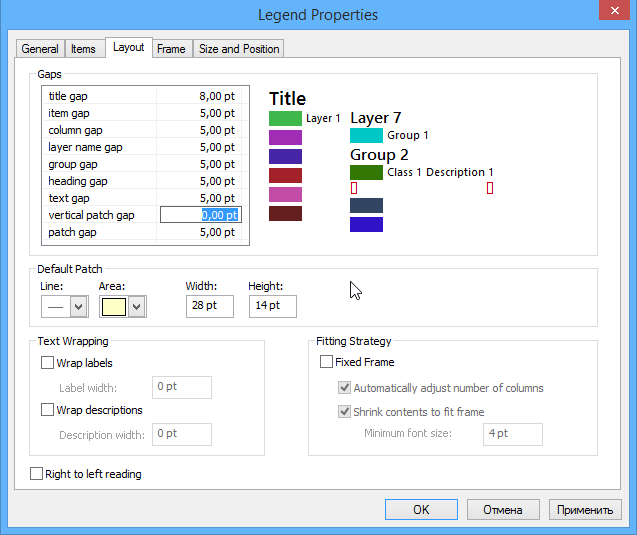 Legend Properties
General Items Layout Frame Size and Position
Gaps
title gap 8,00 pt
item gap 5,00 pt
column gap 5,00 pt
layer name gap 5,00 pt
group gap 5,00 pt
heading gap 5,00 pt
text gap 5,00 pt
vertical patch gap 0,00 pt
patch gap 5,00 pt
Title
Layer 1
Layer 7
Group 1
Group 2
Class 1 Description 1
Default Patch
Line: Area: Width: Height:
28 pt 14 pt
Text Wrapping
Wrap labels
Label width: 0 pt
Wrap descriptions
Description width: 0 pt
Fitting Strategy
Fixed Frame
Automatically adjust number of columns
Shrink contents to fit frame
Minimum font size: 4 pt
Right to left reading
OK Отмена Применить